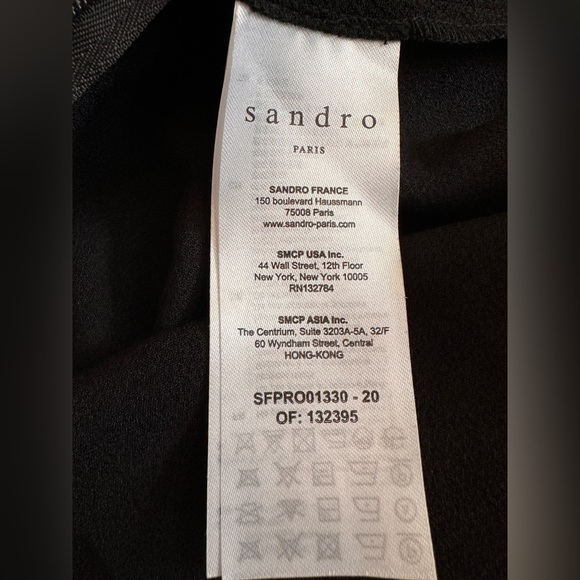 sandro
PARIS
SANDRO FRANCE
150 boulevard Haussmann
75008 Paris
www.sandro-paris.com
SMCP USA Inc.
44 Wall Street, 12th Floor
New York, New York 10005
RN132784
SMCP ASIA Inc.
The Centrium, Suite 3203A-5A, 32/F
60 Wyndham Street, Central
HONG-KONG
SFPRO01330 - 20
OF: 132395